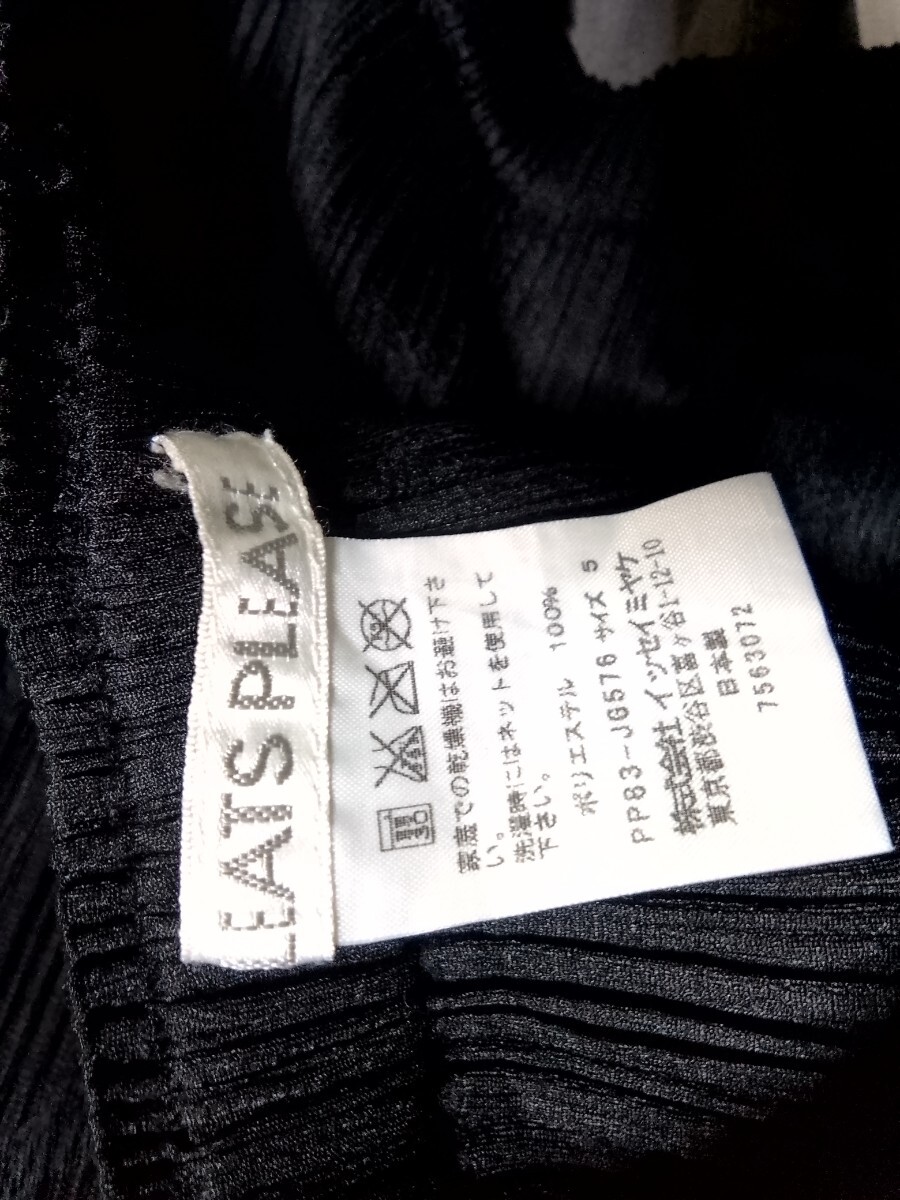 LEATS PLEASE
家庭での乾燥機はお避け下さ
い。
洗濯時にはネットを使用して
下さい。
ポリエステル 100%
PP83-JG576 サイズ 5
株式会社 イッセイミヤケ
東京都渋谷区富ヶ谷1-12-10
日本製
7563072